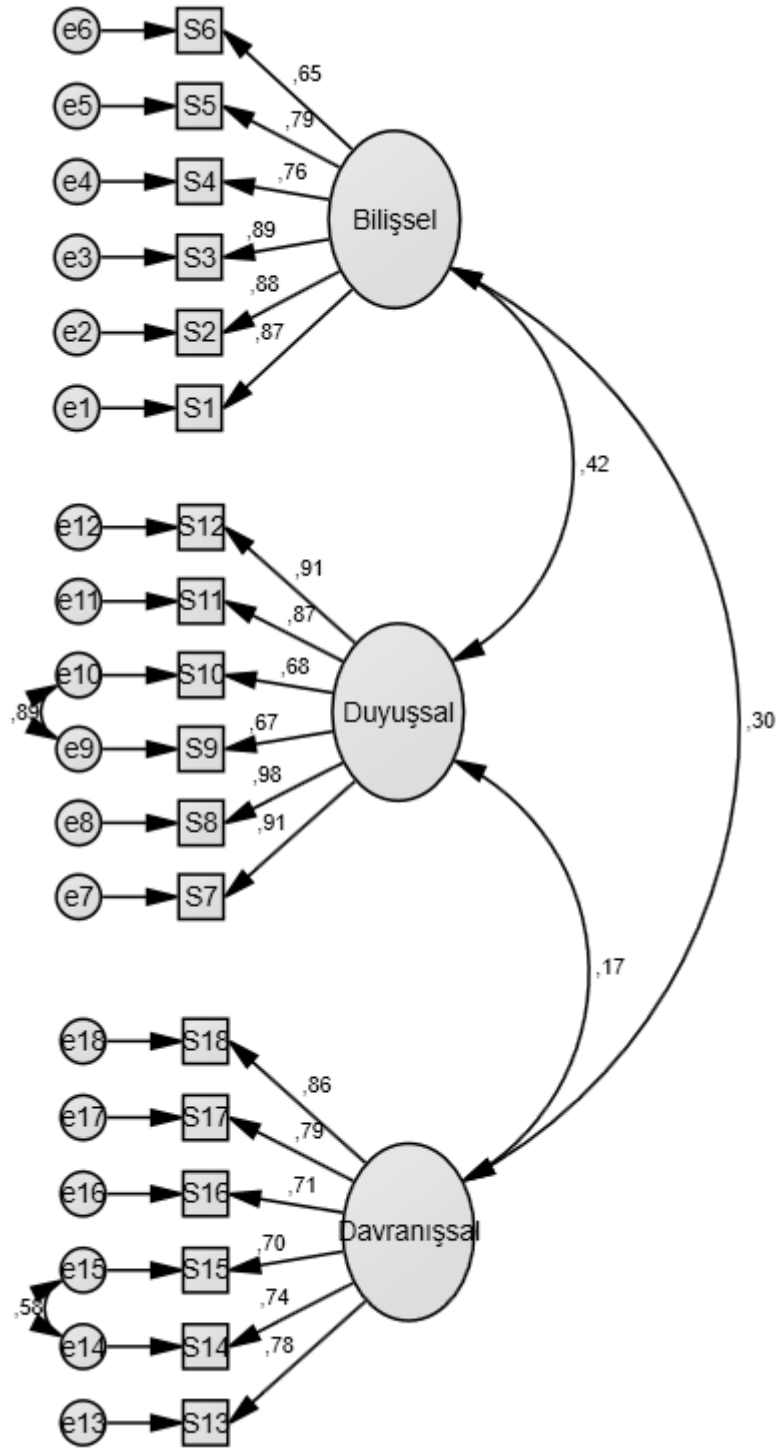 e6 S6
,65
e5 S5
,79
e4 S4
,76
Bilişsel
e3 S3
,89
e2 S2
,88
e1 S1
,87
,42
e12 S12
,91
e11 S11
,87
e10 S10
,68
,89
Duyuşsal
,30
e9 S9
,67
e8 S8
,98
e7 S7
,91
,17
e18 S18
,86
e17 S17
,79
e16 S16
,71
Davranışsal
e15 S15
,70
,58
e14 S14
,74
e13 S13
,78